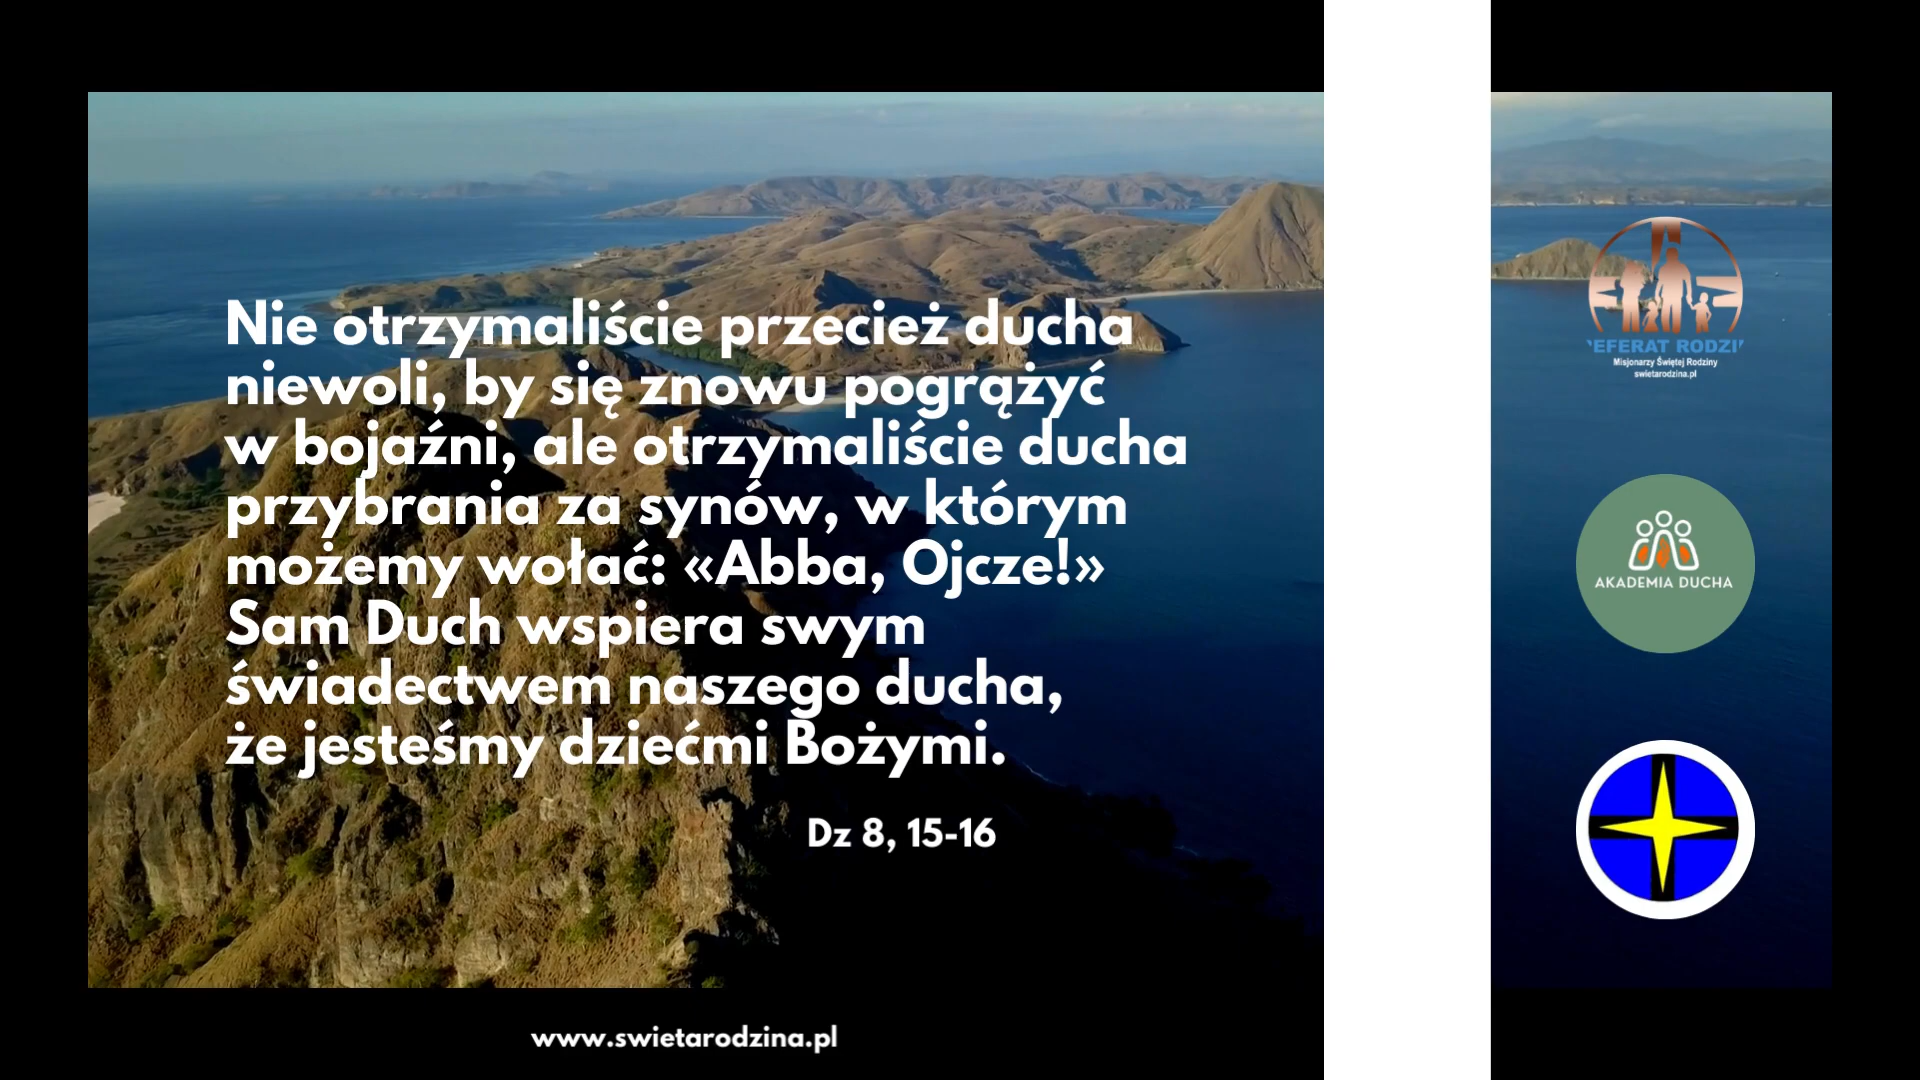 Nie otrzymaliście przecież ducha
niewoli, by się znowu pogrążyć
w bojaźni, ale otrzymaliście ducha
przybrania za synów, w którym
możemy wołać: «Abba, Ojcze!»
Sam Duch wspiera swym
świadectwem naszego ducha,
że jesteśmy dziećmi Bożymi.
Dz 8, 15-16
www.swietarodzina.pl
Misjonarzy Świętej Rodziny
swietarodzina.pl
AKADEMIA DUCHA